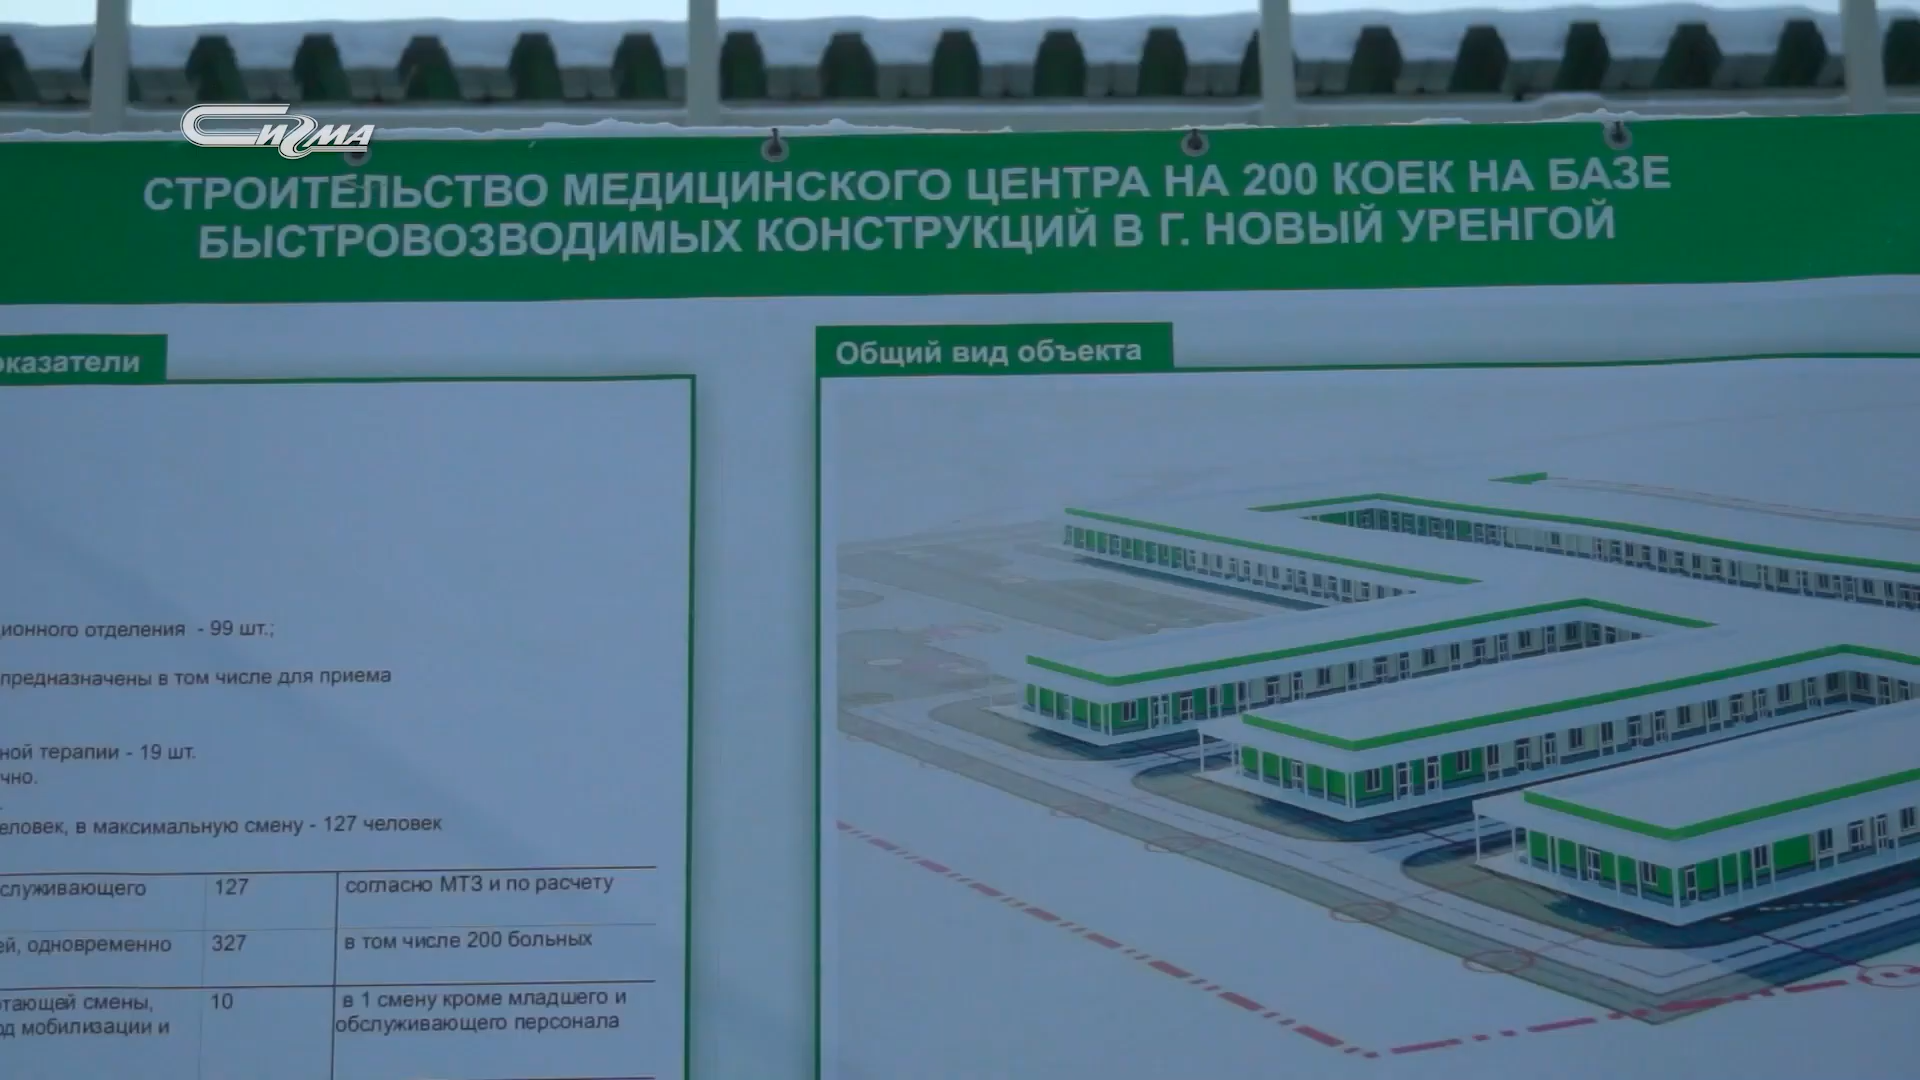 Сигма
СТРОИТЕЛЬСТВО МЕДИЦИНСКОГО ЦЕНТРА НА 200 КОЕК НА БАЗЕ
БЫСТРОВОЗВОДИМЫХ КОНСТРУКЦИЙ В Г. НОВЫЙ УРЕНГОЙ
оказатели
ционного отделения - 99 шт.;
предназначены в том числе для приема
ной терапии - 19 шт.
чно.
еловек, в максимальную смену - 127 человек
служивающего 127 согласно МТЗ и по расчету
ей, одновременно 327 в том числе 200 больных
отающей смены, 10 в 1 смену кроме младшего и
од мобилизации и обслуживающего персонала
Общий вид объекта